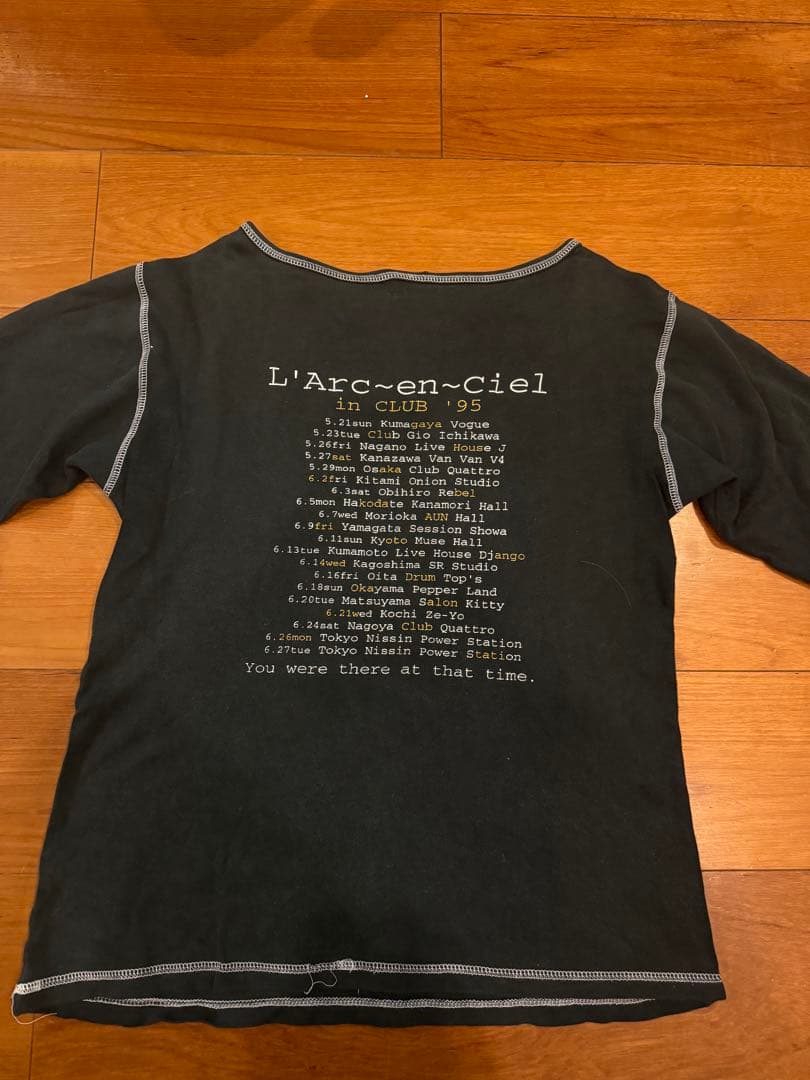 L'Arc~en~Ciel
in CLUB '95
5.21sun Kumagaya Vogue
5.23tue Club Gio Ichikawa
5.26fri Nagano Live House J
5.27sat Kanazawa Van Van V4
5.29mon Osaka Club Quattro
6.2fri Kitami Onion Studio
6.3sat Obihiro Rebel
6.5mon Hakodate Kanamori Hall
6.7wed Morioka AUN Hall
6.9fri Yamagata Session Showa
6.11sun Kyoto Muse Hall
6.13tue Kumamoto Live House Django
6.14wed Kagoshima SR Studio
6.16fri Oita Drum Top's
6.18sun Okayama Pepper Land
6.20tue Matsuyama Salon Kitty
6.21wed Kochi Ze-Yo
6.24sat Nagoya Club Quattro
6.26mon Tokyo Nissin Power Station
6.27tue Tokyo Nissin Power Station
You were there at that time.